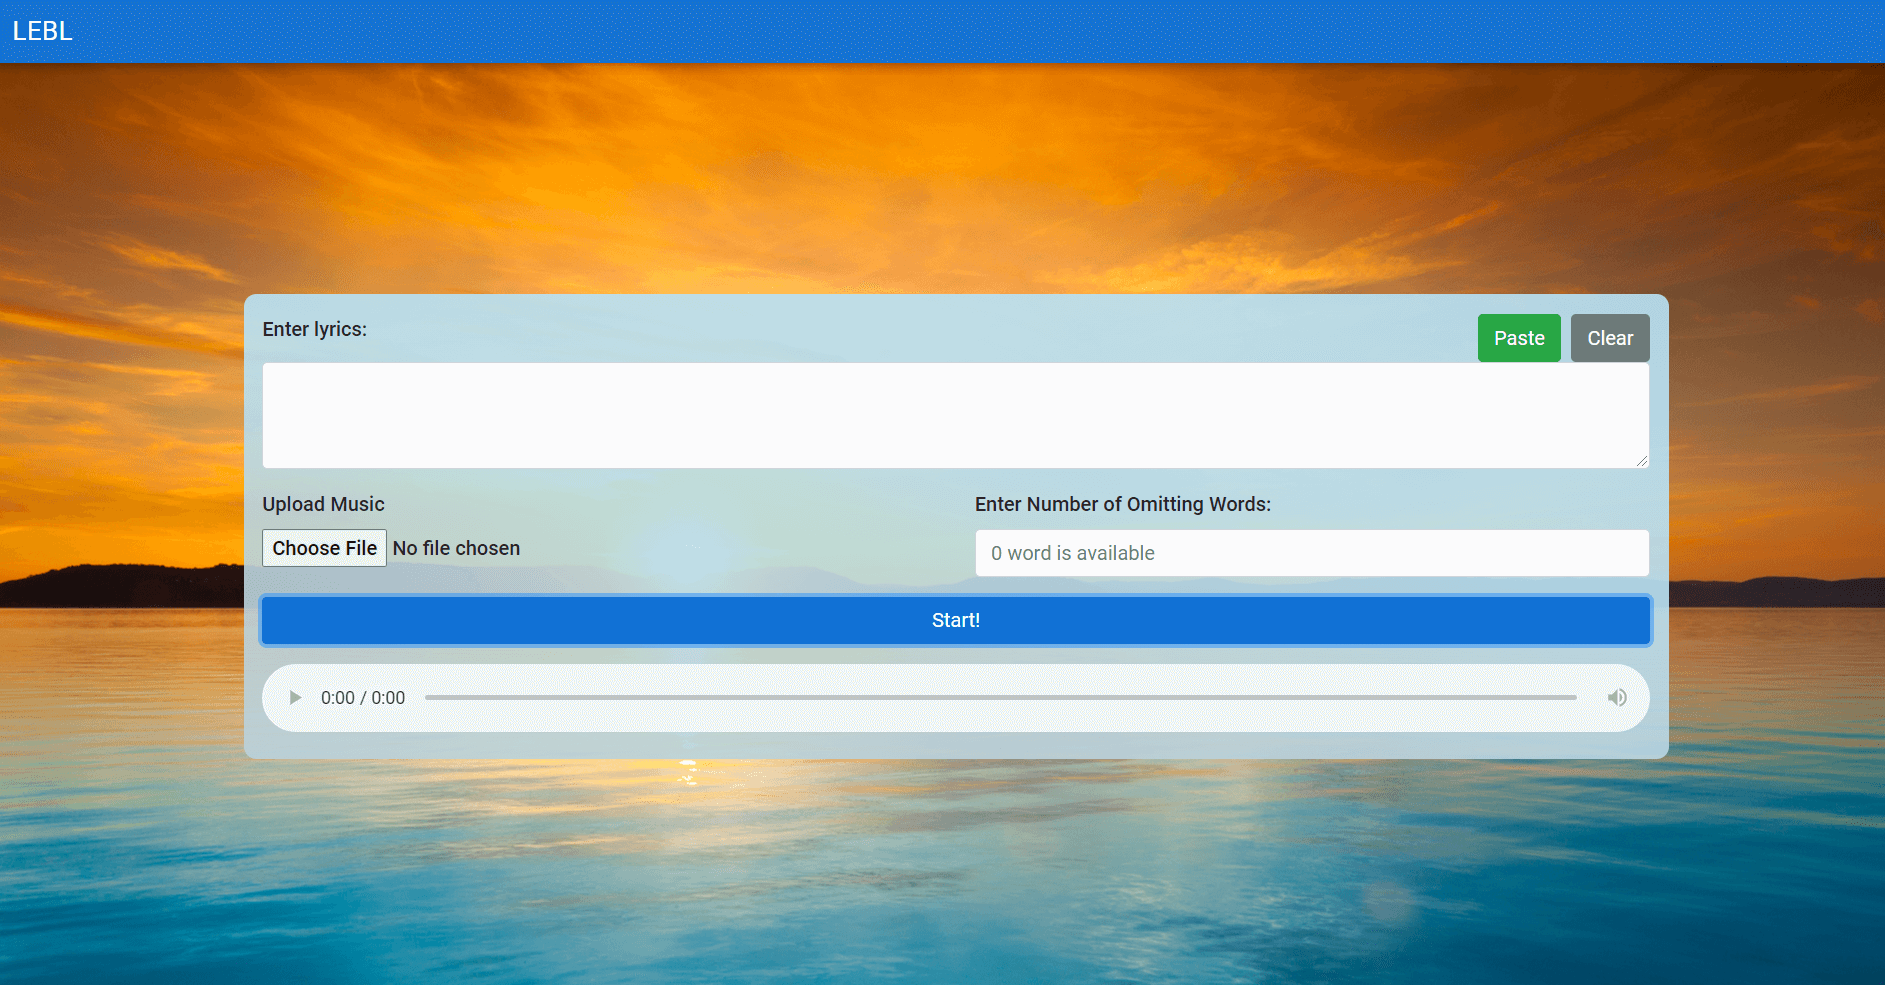 LEBL
Enter lyrics:
Paste Clear
Upload Music
Enter Number of Omitting Words:
Choose File No file chosen
0 word is available
Start!
0:00 / 0:00